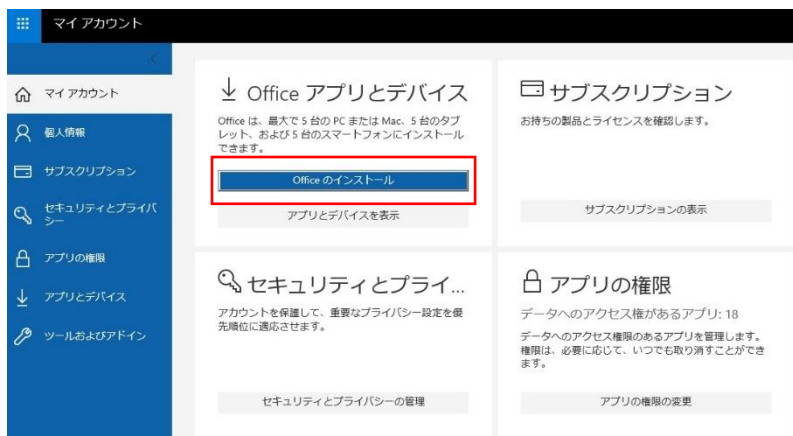 マイ アカウント
マイ アカウント
個人情報
サブスクリプション
セキュリティとプライバ
シー
アプリの権限
アプリとデバイス
ツールおよびアドイン
Office アプリとデバイス
Office は、最大で 5 台の PC または Mac、5 台のタブ
レット、および 5 台のスマートフォンにインストール
できます。
Office のインストール
アプリとデバイスを表示
サブスクリプション
お持ちの製品とライセンスを確認します。
サブスクリプションの表示
セキュリティとプライ...
アカウントを保護して、重要なプライバシー設定を優
先順位に適応させます。
セキュリティとプライバシーの管理
アプリの権限
データへのアクセス権があるアプリ: 18
データへのアクセス権限のあるアプリを管理します。
権限は、必要に応じて、いつでも取り消すことができ
ます。
アプリの権限の変更